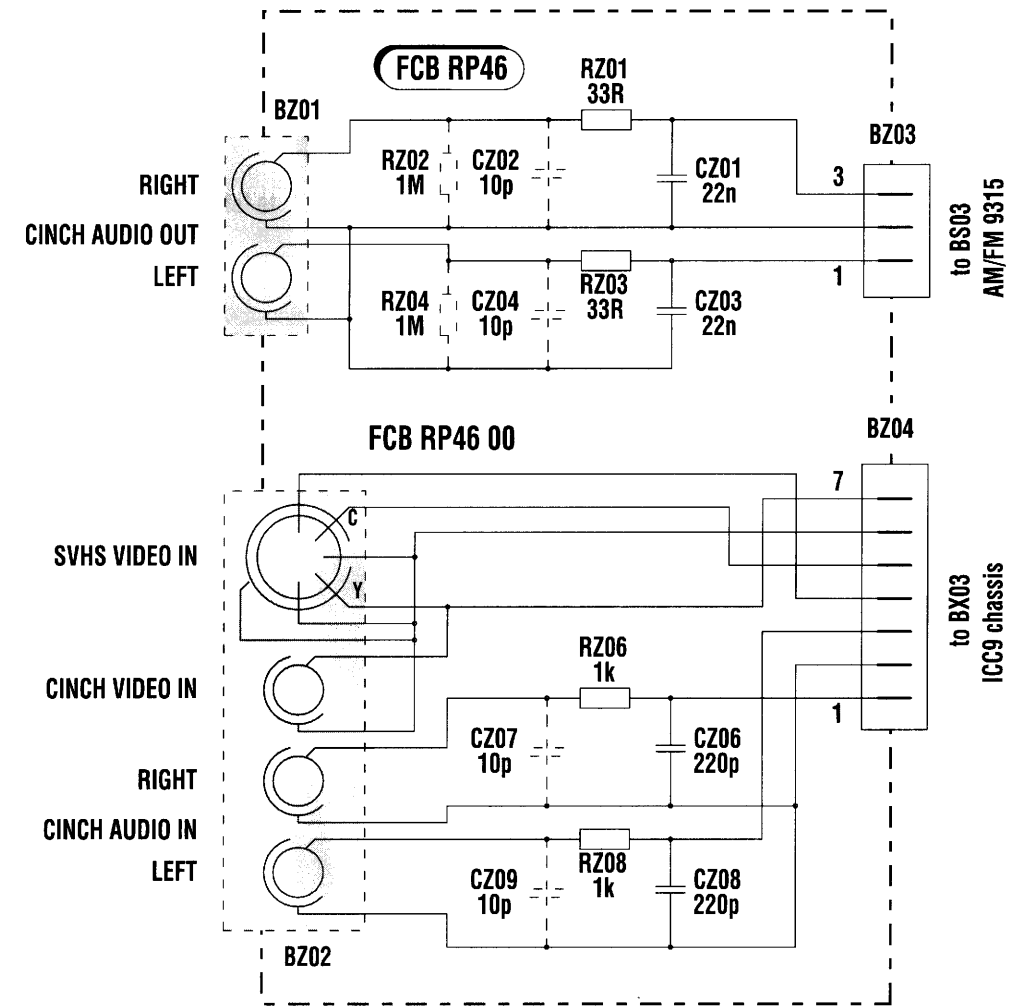 FCB RP46
RZ01
33R
BZ01
BZ03
RZ02
1M
CZ02
10p
CZ01
22n
3
RIGHT
CINCH AUDIO OUT
LEFT
RZ04
1M
CZ04
10p
RZ03
33R
CZ03
22n
1
to BS03
AM/FM 9315
FCB RP46 00
BZ04
7
C
SVHS VIDEO IN
Y
to BX03
ICC9 chassis
CINCH VIDEO IN
RZ06
1k
1
CZ07
10p
CZ06
220p
RIGHT
CINCH AUDIO IN
LEFT
RZ08
1k
CZ09
10p
CZ08
220p
BZ02